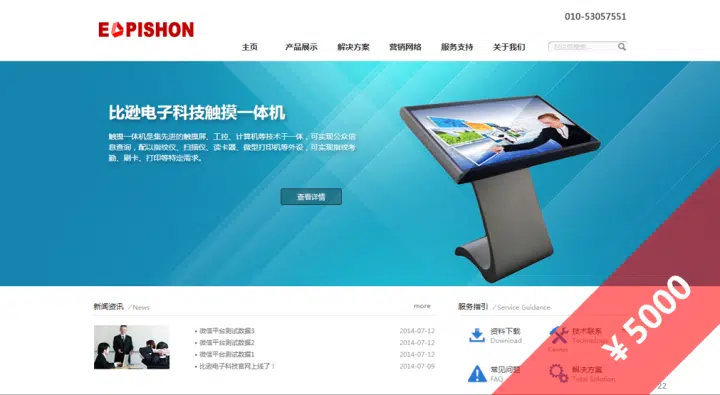 010-53057551
E PISHON
主页 产品展示 解决方案 营销网络 服务支持 关于我们
比逊电子科技触摸一体机
触摸一体机是集先进的触摸屏、工控、计算机等技术于一体，可实现公众信
息查询，配以指纹仪、扫描仪、读卡器、微型打印机等外设，可实现指纹考
勤、刷卡、打印等特定需求。
查看详情
新闻资讯 / News
more
• 微信平台测试数据3 2014-07-12
• 微信平台测试数据2 2014-07-12
• 微信平台测试数据1 2014-07-12
• 比逊电子科技官网上线了！ 2014-07-09
服务指引 / Service Guidance
资料下载
Download
技术联系
Technology
Center
常见问题
FAQ
解决方案
Total Solution
￥5000
22